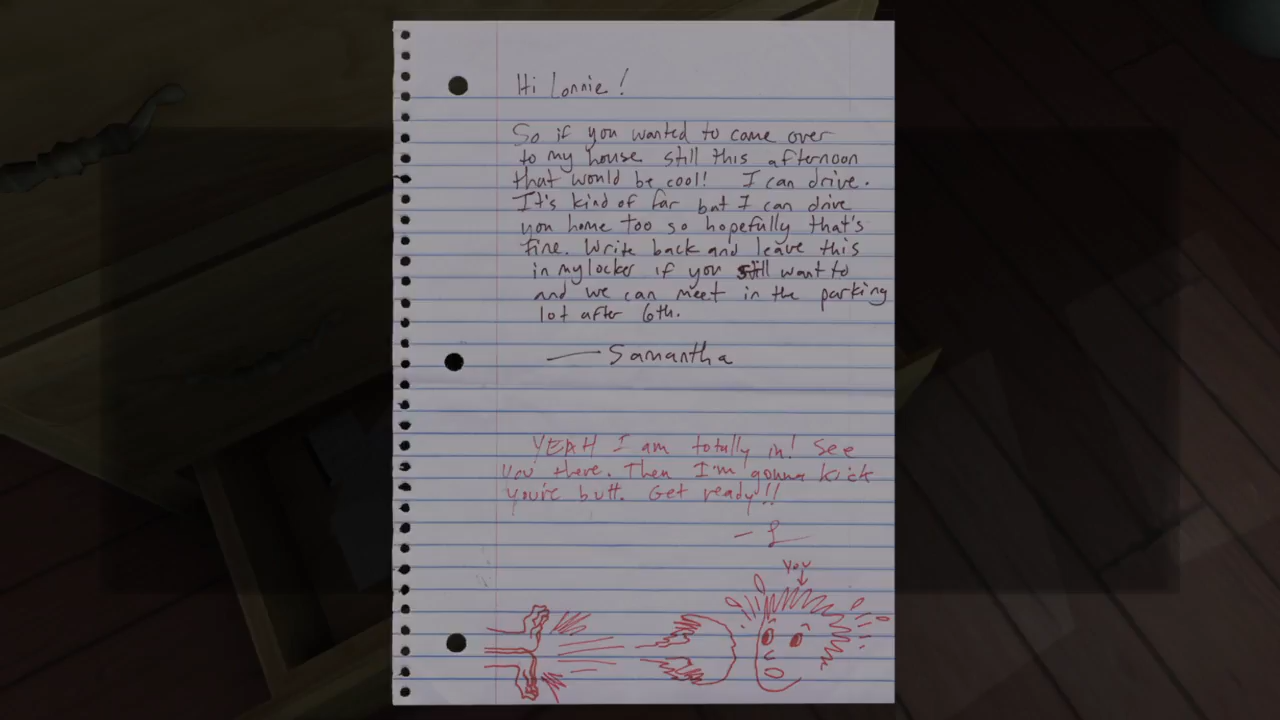 Hi Lonnie!
So if you wanted to come over
to my house still this afternoon
that would be cool! I can drive.
It's kind of far but I can drive
you home too so hopefully that's
fine. Write back and leave this
in my locker if you still want to
and we can meet in the parking
lot after 6th.
— Samantha
YEAH I am totally in! See
you there. Then I'm gonna kick
you're butt. Get ready!!
- L
you